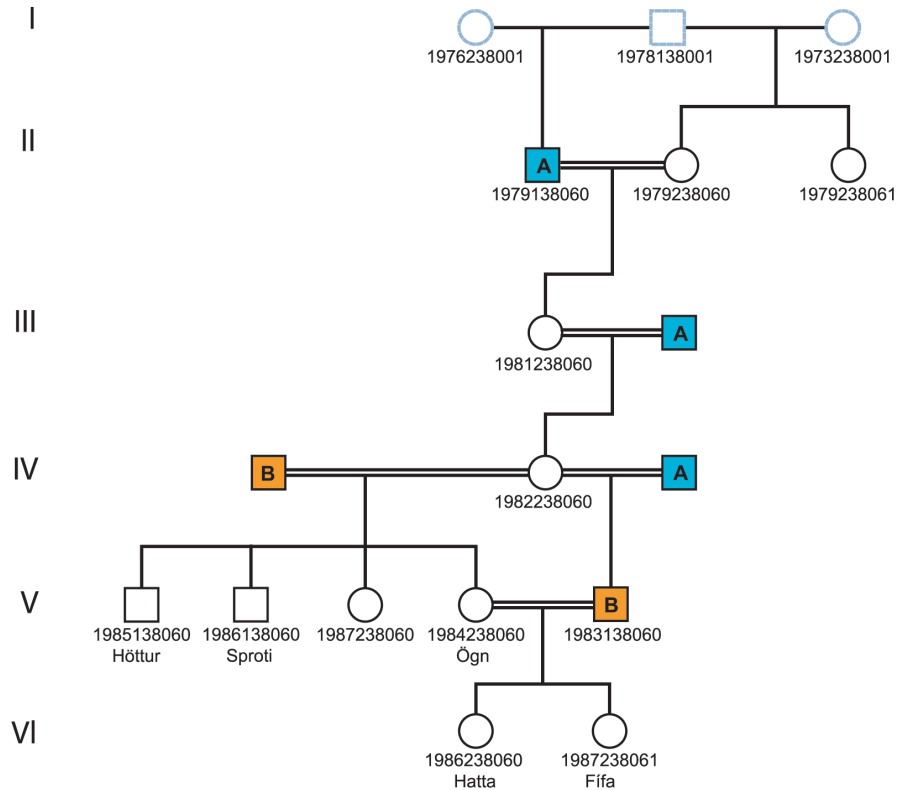 I
1976238001 1978138001 1973238001
II
A
1979138060 1979238060 1979238061
III
A
1981238060
IV
B A
1982238060
V
B
1985138060 1986138060 1987238060 1984238060 1983138060
Höttur Sproti Ögn
VI
1986238060 1987238061
Hatta Fífa